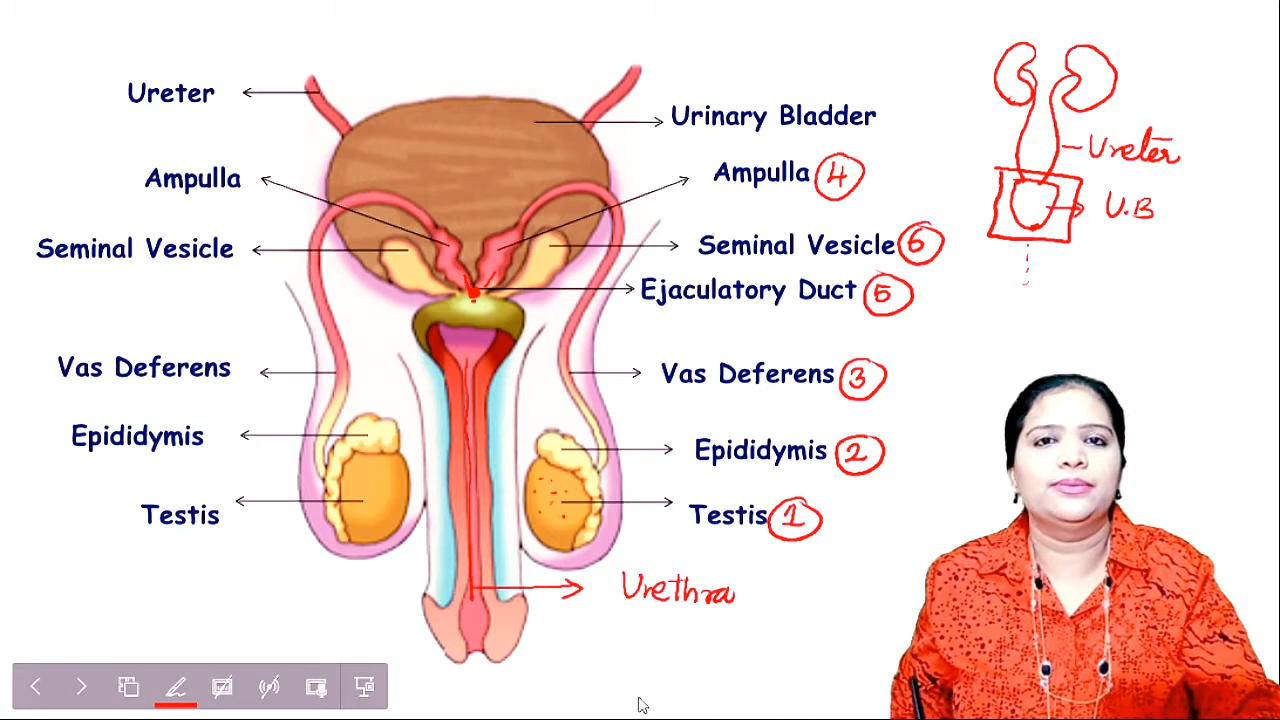 Ureter
Urinary Bladder
Ampulla
Ampulla 4
Seminal Vesicle
Seminal Vesicle 6
Ejaculatory Duct 5
Vas Deferens
Vas Deferens 3
Epididymis
Epididymis 2
Testis
Testis 1
Urethra
Ureter
U.B